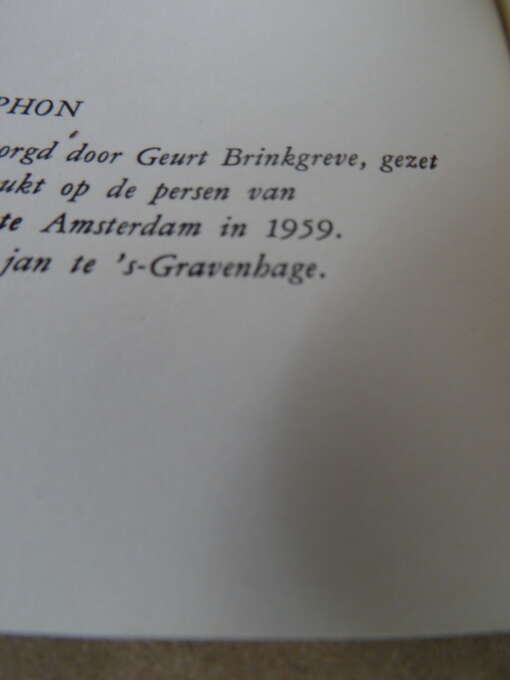 PHON
orgd door Geurt Brinkgreve, gezet
ukt op de persen van
te Amsterdam in 1959.
jan te 's-Gravenhage.